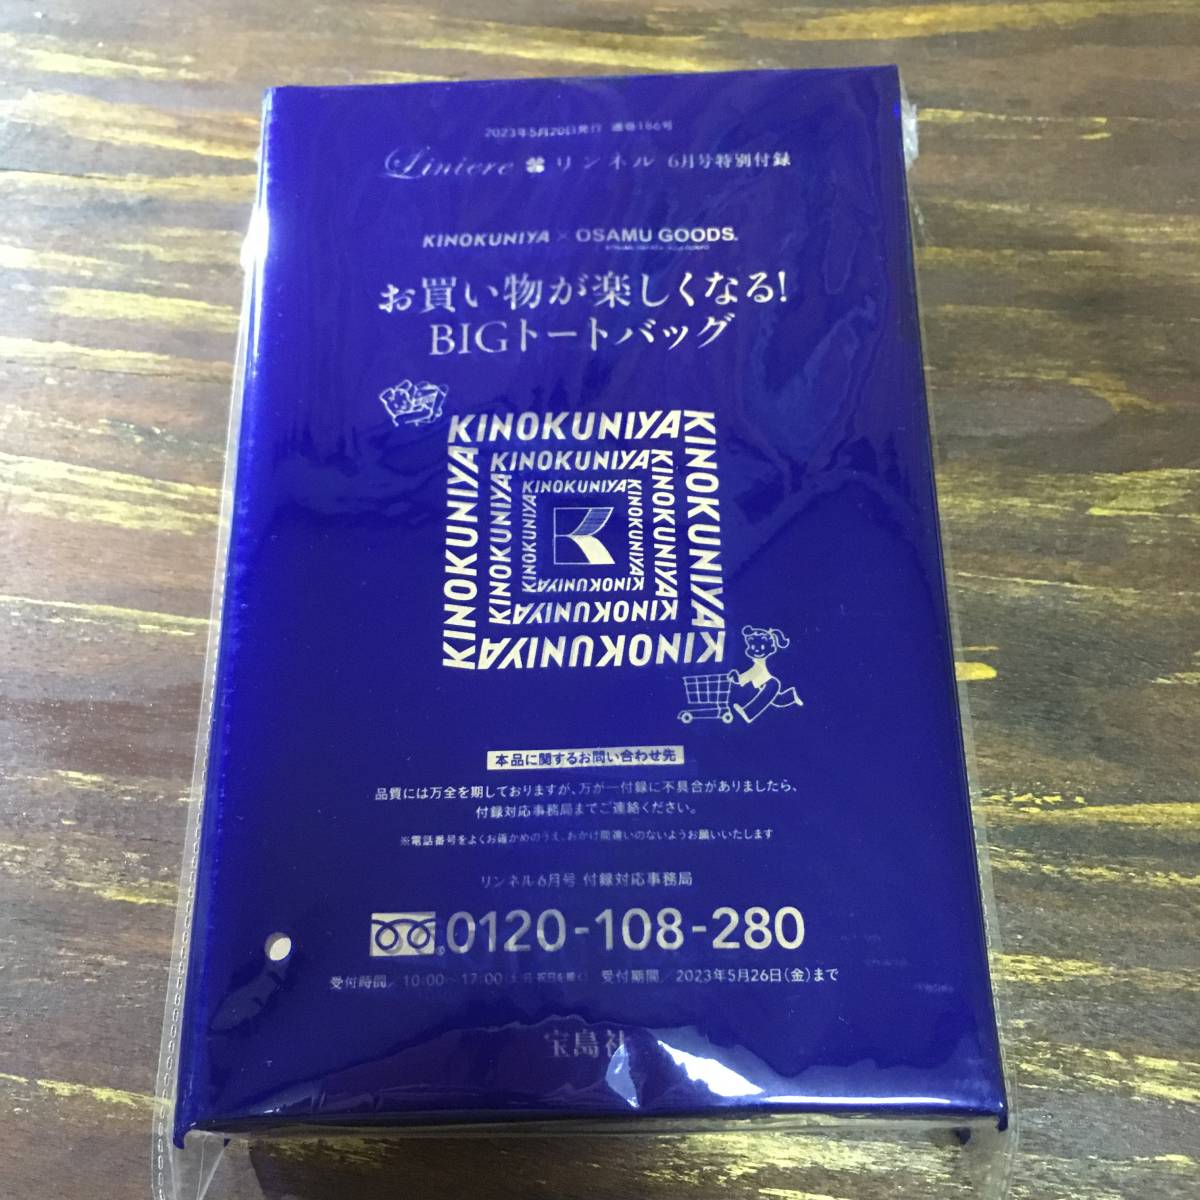 2023年5月20日発行 通巻166号
Liniere リンネル 6月号特別付録
KINOKUNIYA × OSAMU GOODS®
お買い物が楽しくなる!
BIGトートバッグ
KINOKUNIYA
KINOKUNIYA
KINOKUNIYA
KINOKUNIYA
KINOKUNIYA
KINOKUNIYA
KINOKUNIYA
KINOKUNIYA
KINOKUNIYA
KINOKUNIYA
KINOKUNIYA
KINOKUNIYA
本品に関するお問い合わせ先
品質には万全を期しておりますが、万が一付録に不具合がありましたら、
付録対応事務局までご連絡ください。
※電話番号をよくお確かめのうえ、おかけ間違いのないようお願いいたします
リンネル6月号 付録対応事務局
0120-108-280
受付時間/10:00〜17:00(土日・祝日を除く) 受付期間/2023年5月26日(金)まで
宝島社